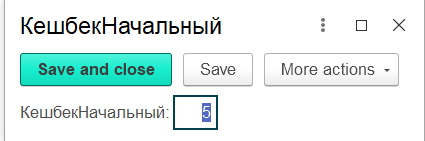 КешбекНачальный
Save and close Save More actions
КешбекНачальный: 5